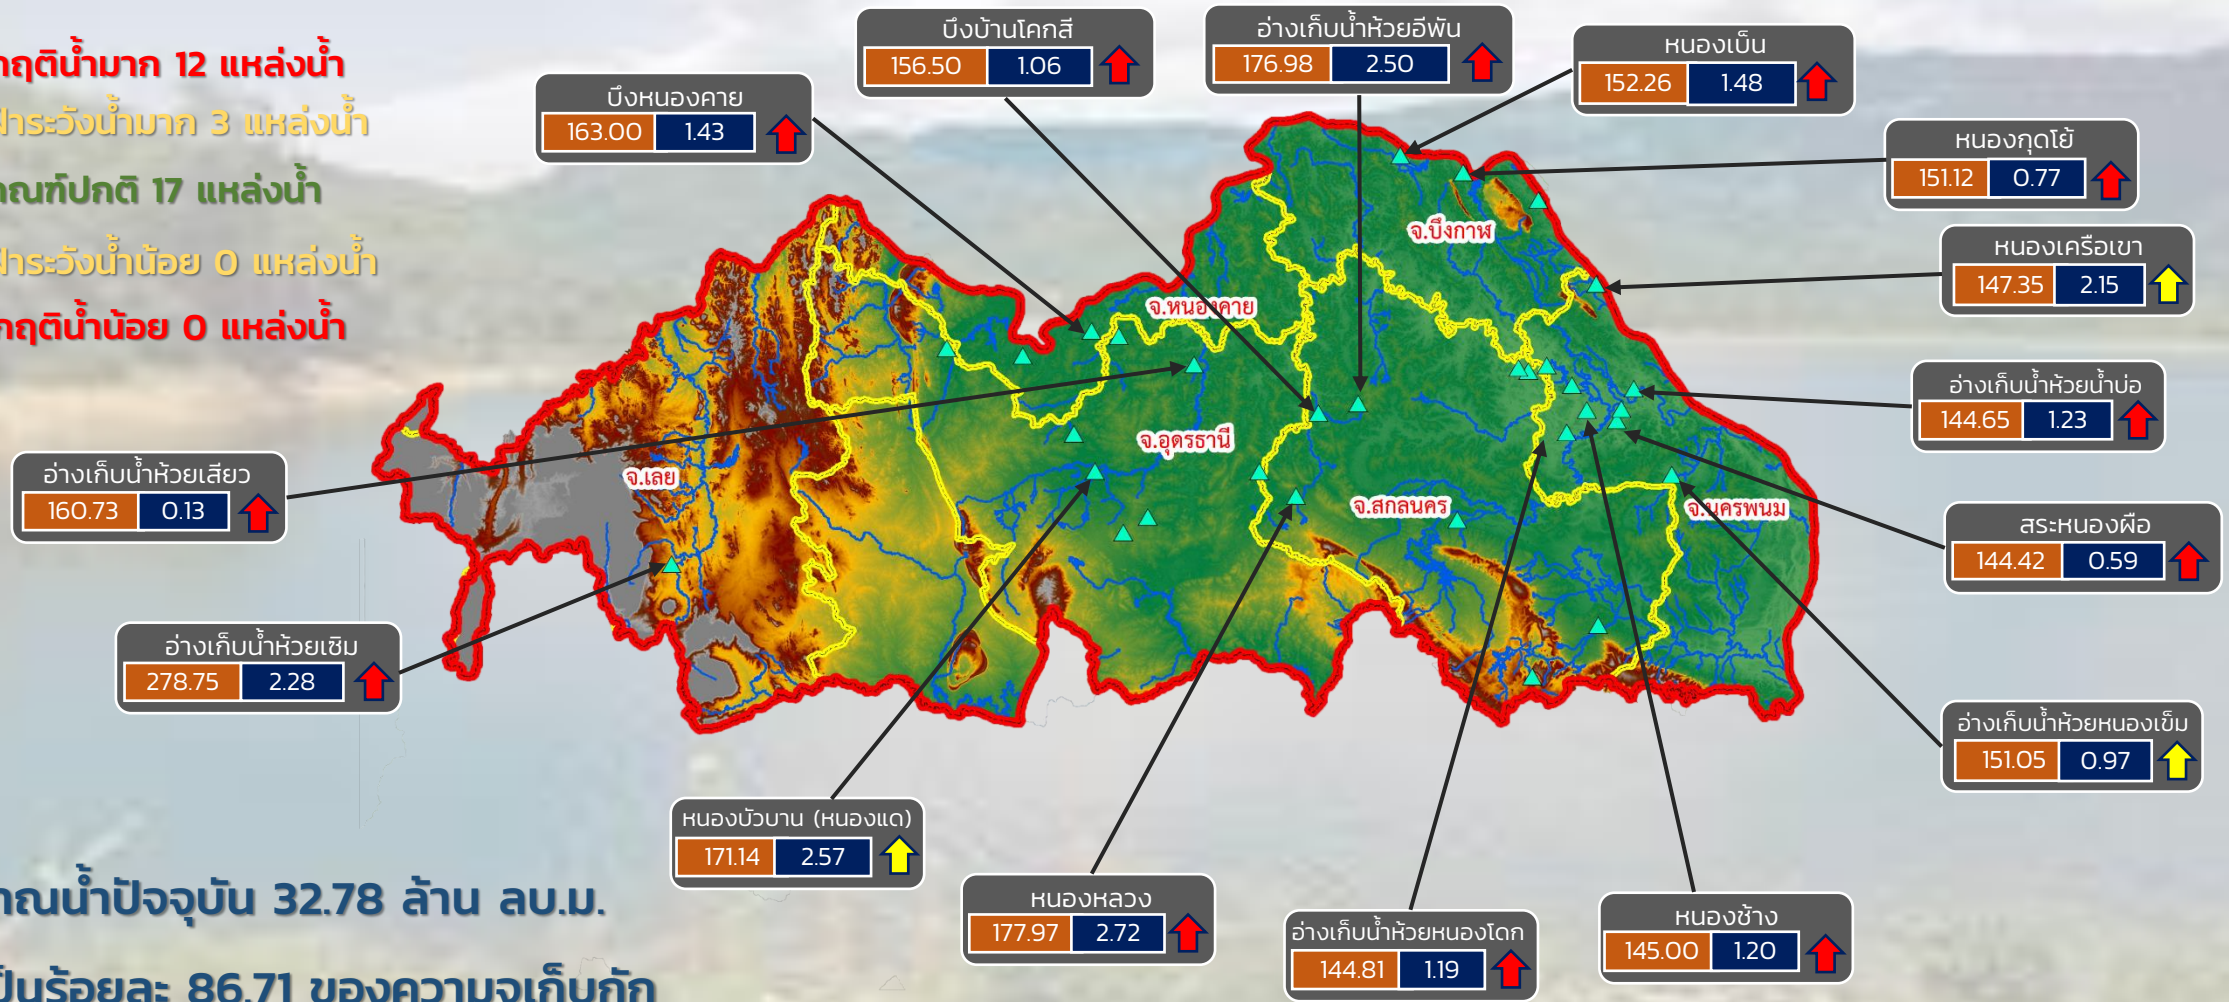 กฤติน้ำมาก 12 แหล่งน้ำ
ฝ้าระวังน้ำมาก 3 แหล่งน้ำ
ณฑ์ปกติ 17 แหล่งน้ำ
ฝ้าระวังน้ำน้อย 0 แหล่งน้ำ
กฤติน้ำน้อย 0 แหล่งน้ำ
บึงหนองคาย
163.00 1.43
บึงบ้านโคกสี
156.50 1.06
อ่างเก็บน้ำห้วยอีพัน
176.98 2.50
หนองเบ็น
152.26 1.48
หนองกุดโย้
151.12 0.77
หนองเครือเขา
147.35 2.15
อ่างเก็บน้ำห้วยน้ำบ่อ
144.65 1.23
สระหนองผือ
144.42 0.59
อ่างเก็บน้ำห้วยหนองเข็ม
151.05 0.97
จ.บึงกาฬ
จ.หนองคาย
จ.อุดรธานี
จ.เลย
จ.สกลนคร
จ.นครพนม
อ่างเก็บน้ำห้วยเสียว
160.73 0.13
อ่างเก็บน้ำห้วยเซิม
278.75 2.28
หนองบัวบาน (หนองแด)
171.14 2.57
หนองหลวง
177.97 2.72
อ่างเก็บน้ำห้วยหนองโดก
144.81 1.19
หนองช้าง
145.00 1.20
าณน้ำปัจจุบัน 32.78 ล้าน ลบ.ม.
ป็นร้อยละ 86.71 ของความจุเก็บกัก